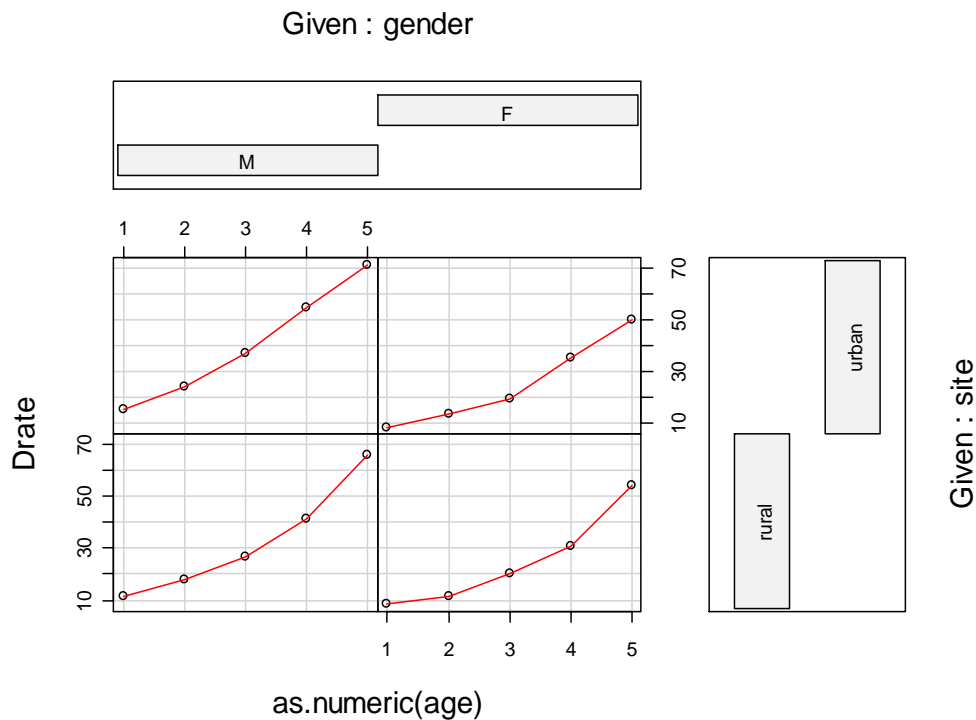 Given : gender
F
M
1 2 3 4 5
70
50
30
10
urban
Given : site
Drate
70
50
30
10
rural
1 2 3 4 5
as.numeric(age)